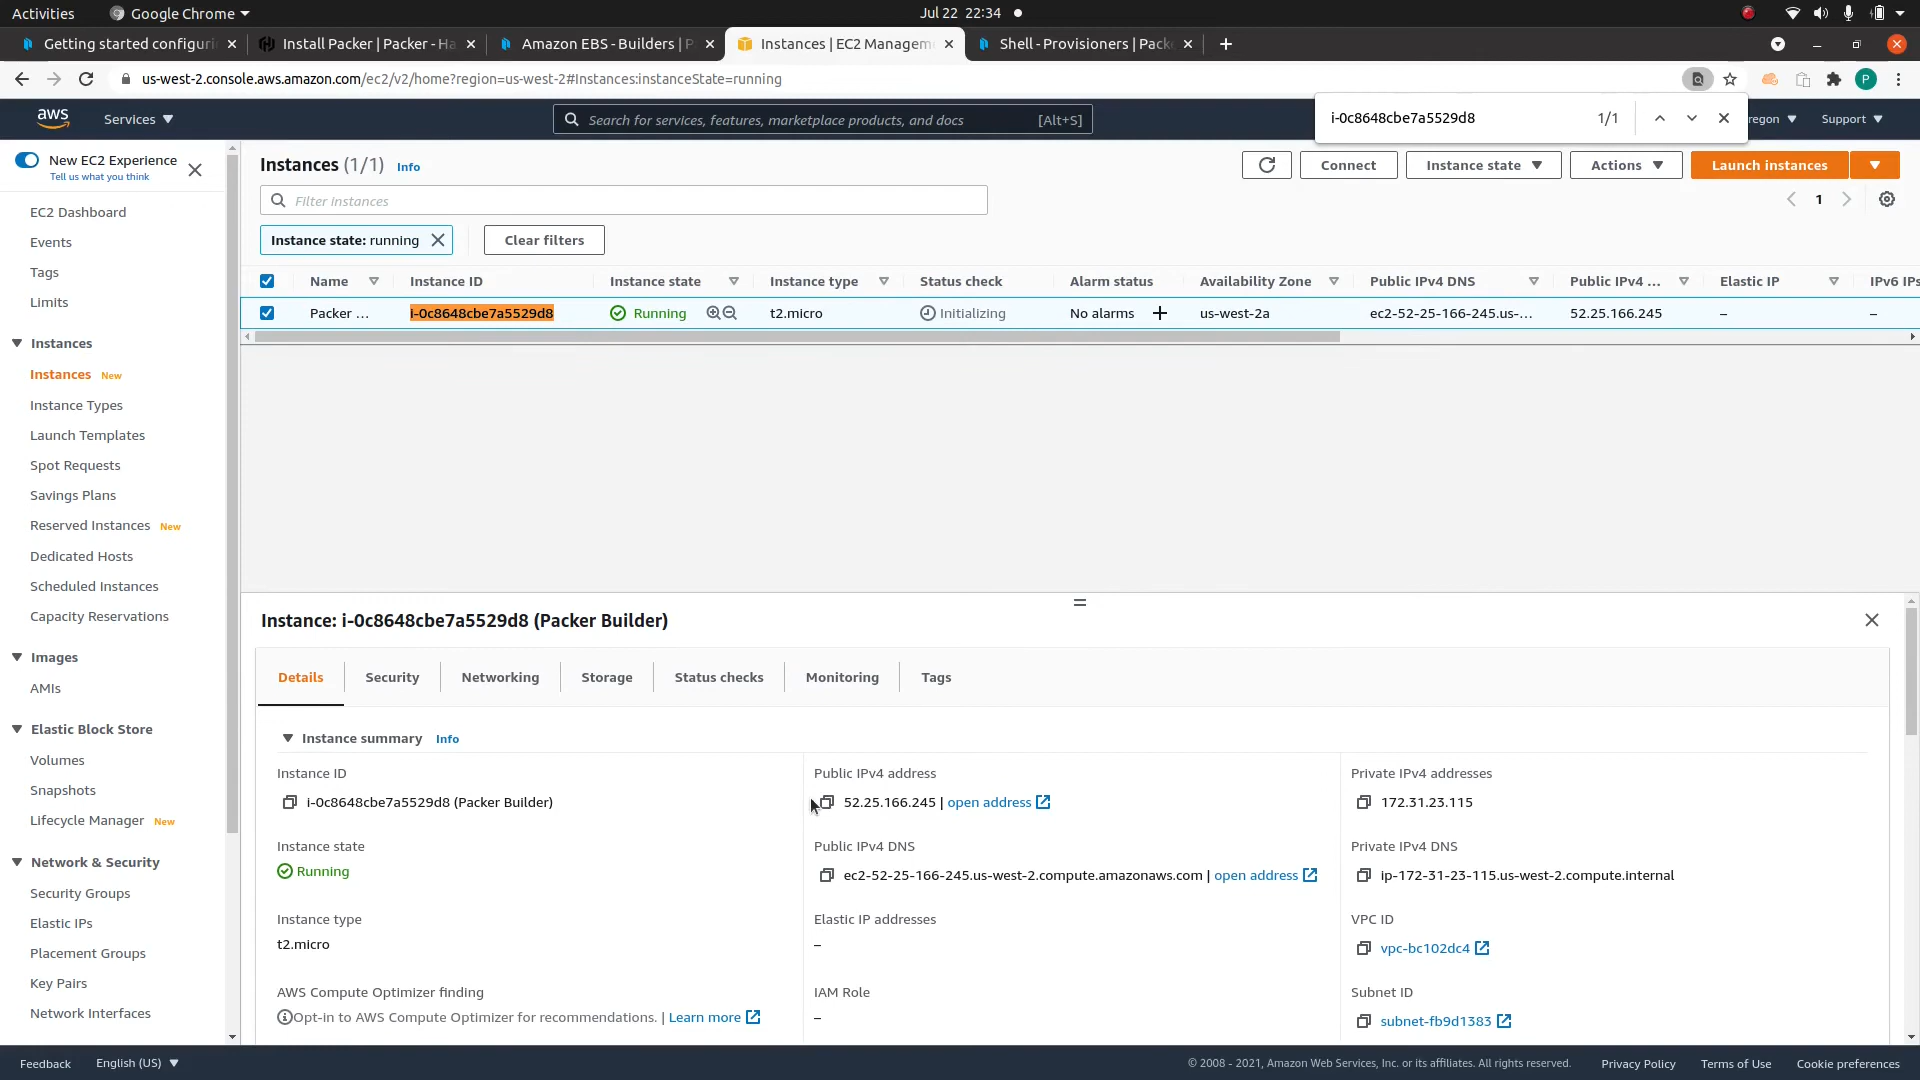 Activities
Google Chrome
Jul 22 22:34
Getting started configuri
Install Packer | Packer - Ha
Amazon EBS - Builders | P
Instances | EC2 Managem
Shell - Provisioners | Pack
us-west-2.console.aws.amazon.com/ec2/v2/home?region=us-west-2#Instances:instanceState=running
P
i-0c8648cbe7a5529d8
1/1
aws
Services
Search for services, features, marketplace products, and docs
[Alt+S]
regon
Support
New EC2 Experience
Tell us what you think
EC2 Dashboard
Events
Tags
Limits
Instances
Instances New
Instance Types
Launch Templates
Spot Requests
Savings Plans
Reserved Instances New
Dedicated Hosts
Scheduled Instances
Capacity Reservations
Images
AMIs
Elastic Block Store
Volumes
Snapshots
Lifecycle Manager New
Network & Security
Security Groups
Elastic IPs
Placement Groups
Key Pairs
Network Interfaces
Instances (1/1) Info
Connect
Instance state
Actions
Launch instances
Filter instances
1
Instance state: running
Clear filters
Name
Instance ID
Instance state
Instance type
Status check
Alarm status
Availability Zone
Public IPv4 DNS
Public IPv4 ...
Elastic IP
IPv6 IPs
Packer ...
i-0c8648cbe7a5529d8
Running
t2.micro
Initializing
No alarms
us-west-2a
ec2-52-25-166-245.us-...
52.25.166.245
–
–
Instance: i-0c8648cbe7a5529d8 (Packer Builder)
Details
Security
Networking
Storage
Status checks
Monitoring
Tags
Instance summary Info
Instance ID
i-0c8648cbe7a5529d8 (Packer Builder)
Public IPv4 address
52.25.166.245 | open address
Private IPv4 addresses
172.31.23.115
Instance state
Running
Public IPv4 DNS
ec2-52-25-166-245.us-west-2.compute.amazonaws.com | open address
Private IPv4 DNS
ip-172-31-23-115.us-west-2.compute.internal
Instance type
t2.micro
Elastic IP addresses
–
VPC ID
vpc-bc102dc4
AWS Compute Optimizer finding
Opt-in to AWS Compute Optimizer for recommendations. | Learn more
IAM Role
–
Subnet ID
subnet-fb9d1383
Feedback
English (US)
© 2008 - 2021, Amazon Web Services, Inc. or its affiliates. All rights reserved.
Privacy Policy
Terms of Use
Cookie preferences